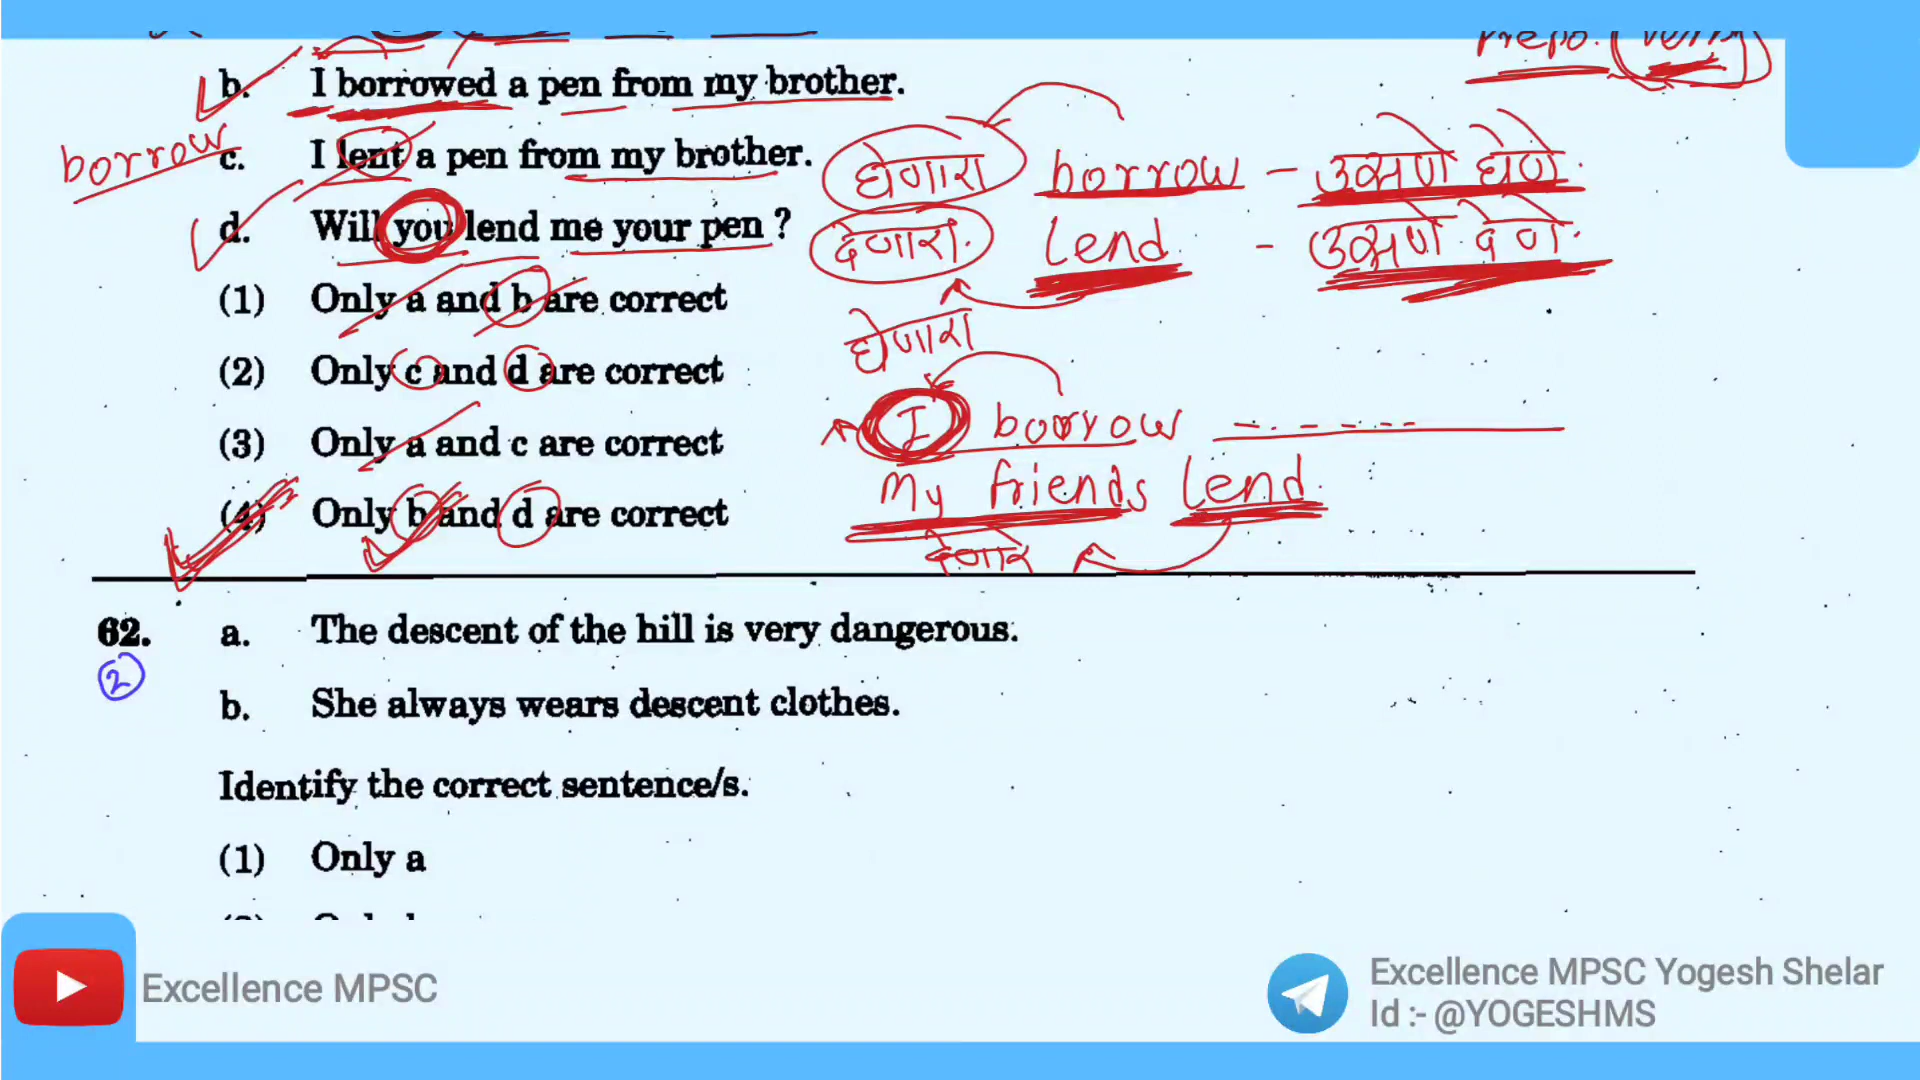 prepo. verb
b. I borrowed a pen from my brother.
borrow
c. I lent a pen from my brother.
घेणारा borrow - उसणे घेणे.
d. Will you lend me your pen ?
देणारा. lend - उसणे देणे.
(1) Only a and b are correct
घेणारा
(2) Only c and d are correct
I borrow
(3) Only a and c are correct
My friends lend.
(4) Only b and d are correct
देणार
62. a. The descent of the hill is very dangerous.
2
b. She always wears descent clothes.
Identify the correct sentence/s.
(1) Only a
Excellence MPSC
Excellence MPSC Yogesh Shelar
Id :- @YOGESHMS